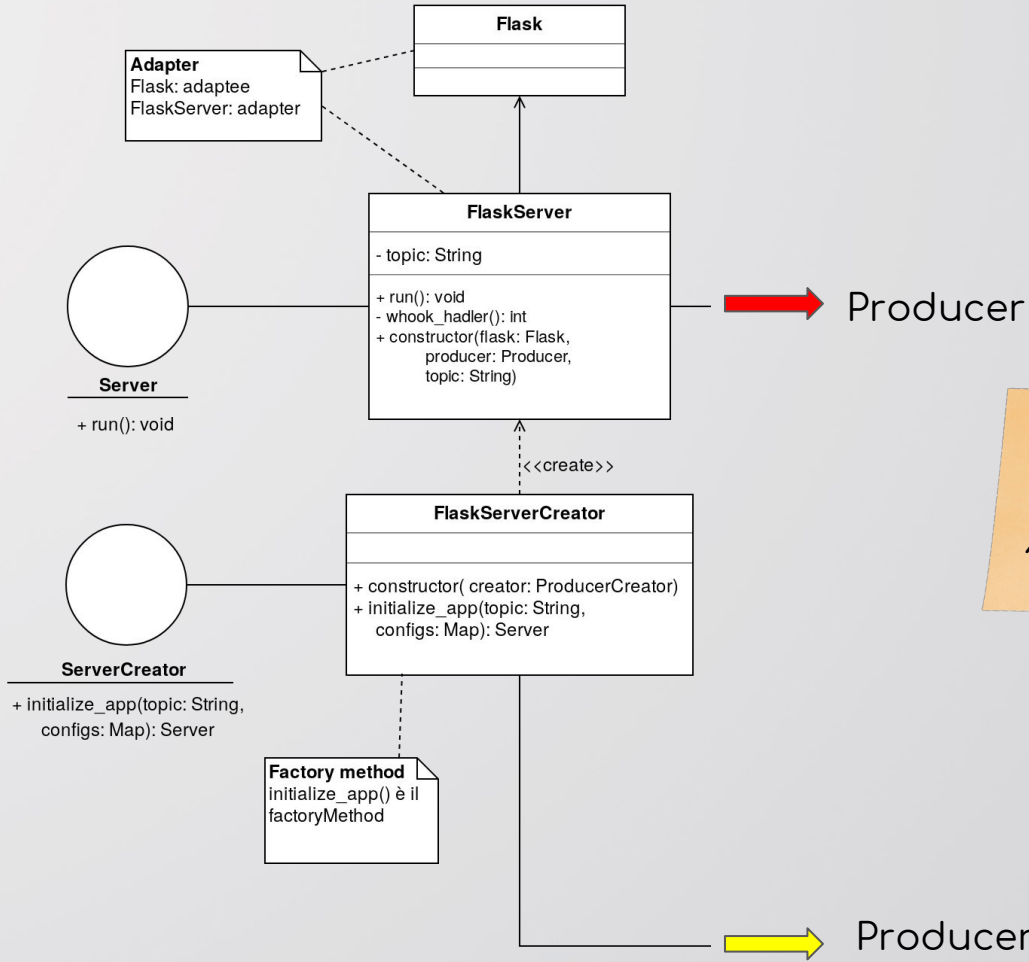 Flask
Adapter
Flask: adaptee
FlaskServer: adapter
FlaskServer
- topic: String
+ run(): void
- whook_hadler(): int
+ constructor(flask: Flask,
producer: Producer,
topic: String)
Producer
Server
+ run(): void
<<create>>
FlaskServerCreator
+ constructor( creator: ProducerCreator)
+ initialize_app(topic: String,
configs: Map): Server
ServerCreator
+ initialize_app(topic: String,
configs: Map): Server
Factory method
initialize_app() è il
factoryMethod
Producer